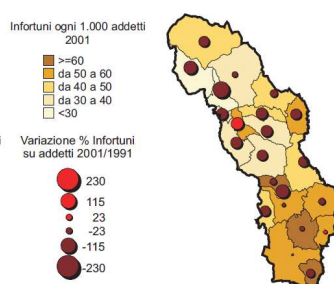 Infortuni ogni 1.000 addetti
2001
>=60
da 50 a 60
da 40 a 50
da 30 a 40
<30
i
Variazione % Infortuni
su addetti 2001/1991
230
115
23
-23
-115
-230